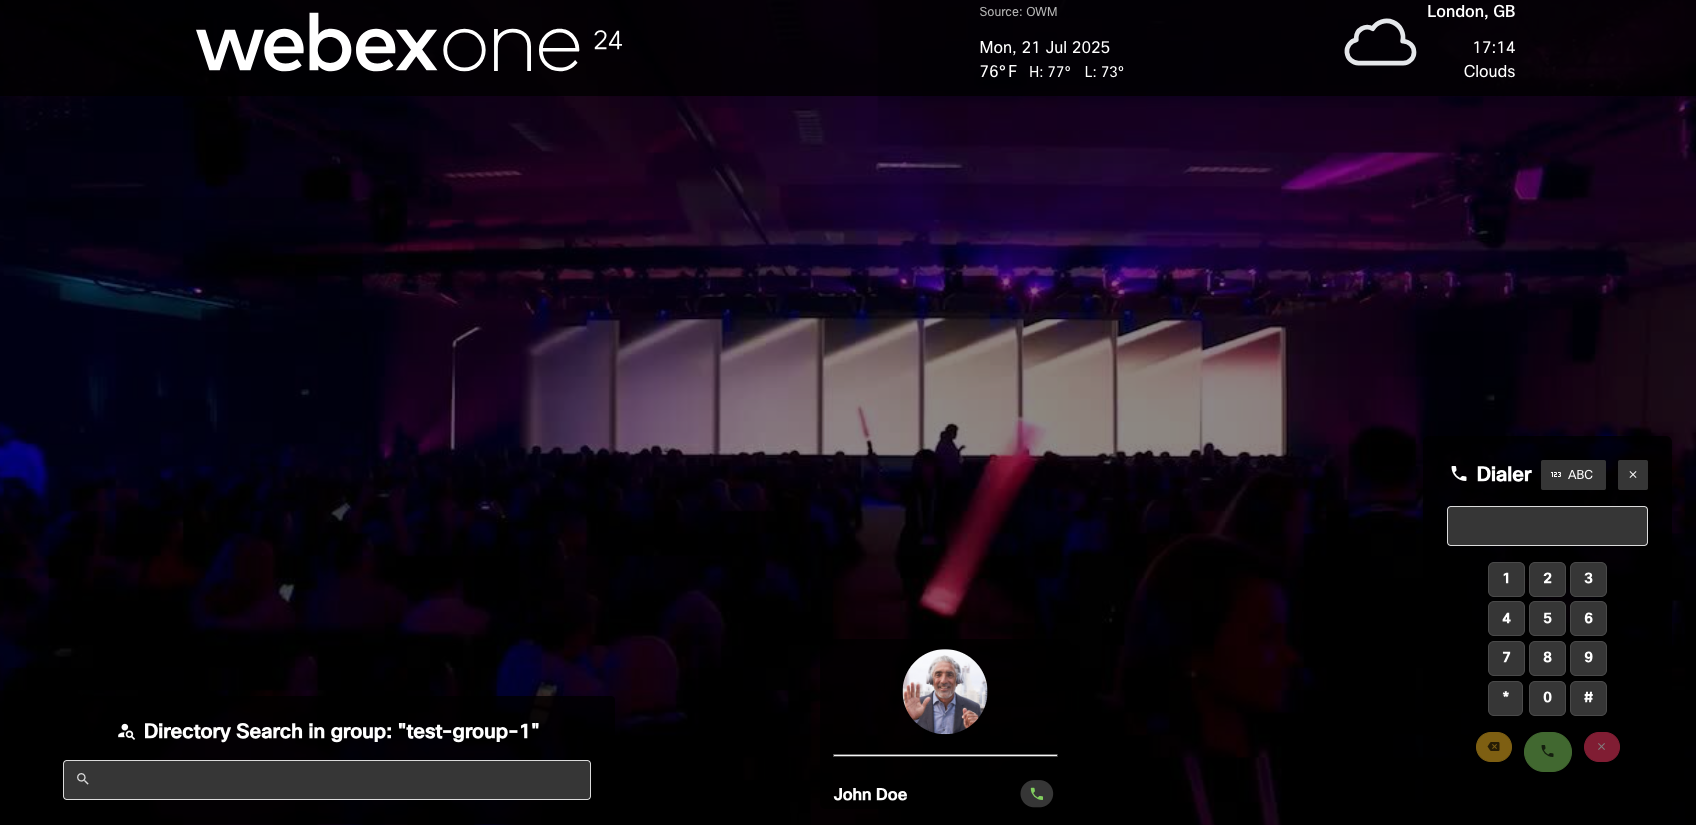 webexone 24
Source: OWM
Mon, 21 Jul 2025
76° F H: 77° L: 73°
London, GB
17:14
Clouds
Dialer
123 ABC
1 2 3
4 5 6
7 8 9
* 0 #
Directory Search in group: "test-group-1"
John Doe